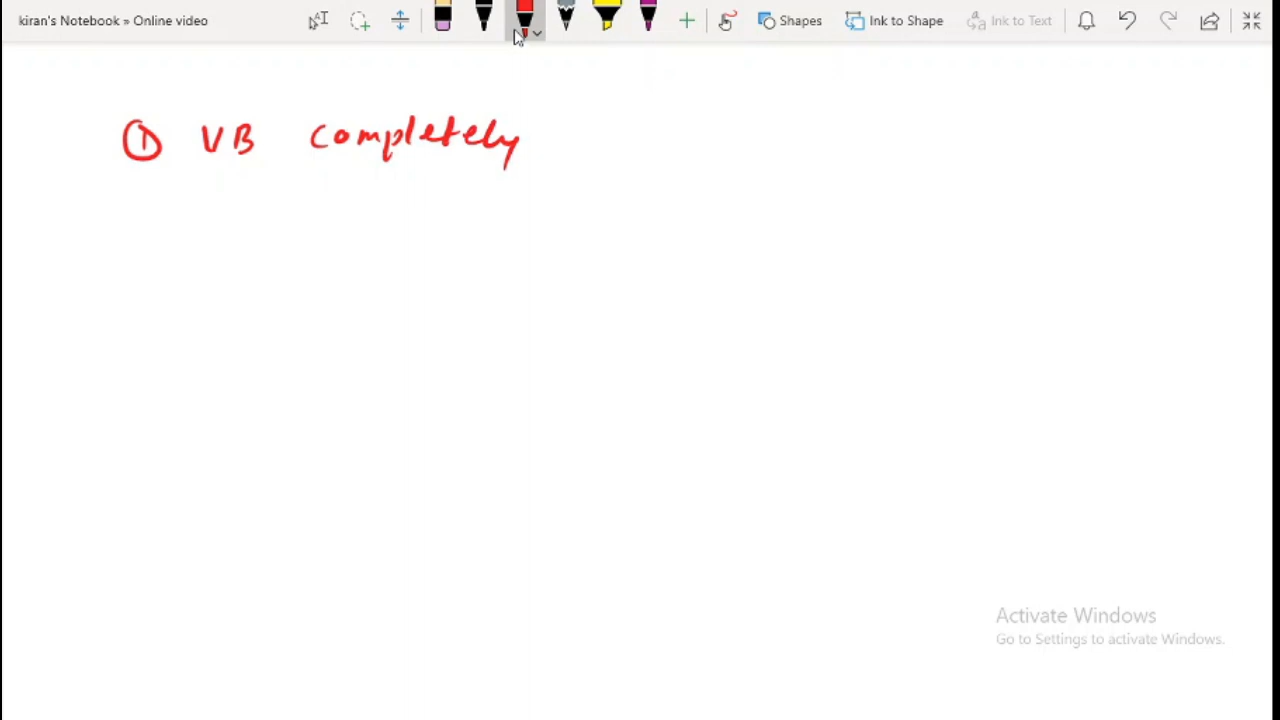 kiran's Notebook » Online video
Shapes
Ink to Shape
Ink to Text
① VB completely
Activate Windows
Go to Settings to activate Windows.